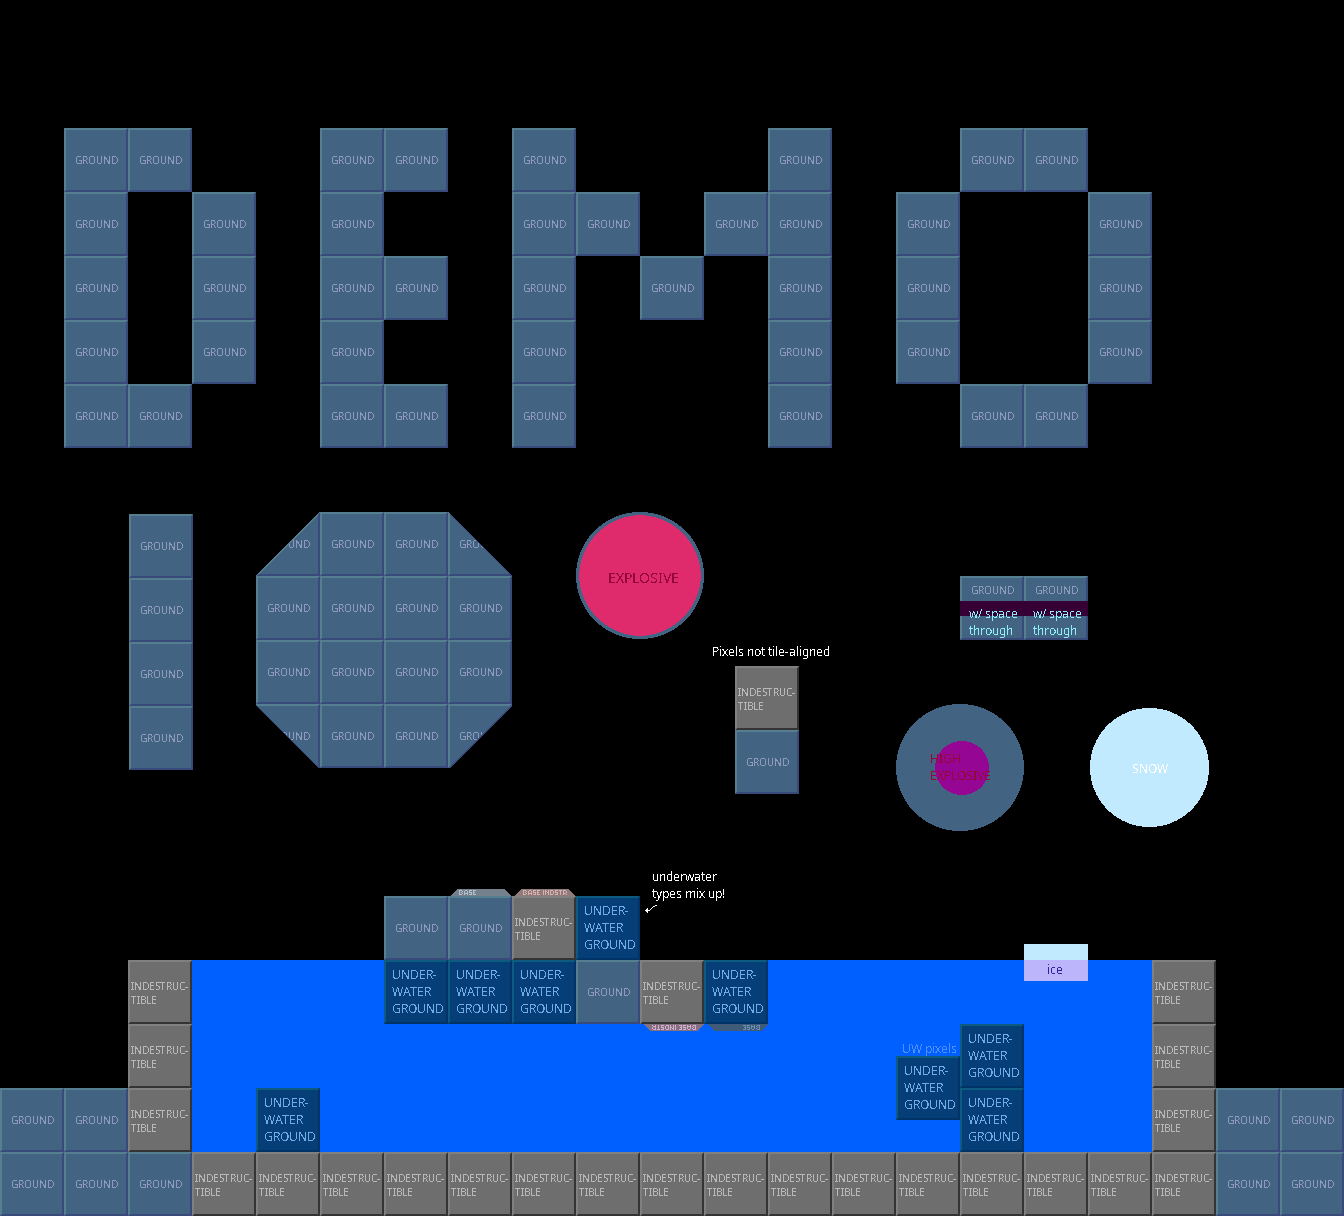 GROUND GROUND GROUND GROUND GROUND GROUND GROUND GROUND
GROUND GROUND GROUND GROUND GROUND GROUND GROUND GROUND GROUND
GROUND GROUND GROUND GROUND GROUND GROUND GROUND GROUND GROUND
GROUND GROUND GROUND GROUND GROUND GROUND GROUND
GROUND GROUND GROUND GROUND GROUND GROUND GROUND GROUND
GROUND UND GROUND GROUND GRO
EXPLOSIVE
GROUND GROUND
w/ space w/ space
through through
GROUND GROUND GROUND GROUND GROUND
Pixels not tile-aligned
GROUND GROUND GROUND GROUND GROUND
INDESTRUC-
TIBLE
GROUND UND GROUND GROUND GRO
GROUND
HIGH
EXPLOSIVE
SNOW
underwater
types mix up!
BASE BASE INDSTR
GROUND GROUND
INDESTRUC-
TIBLE
UNDER-
WATER
GROUND
ice
INDESTRUC-
TIBLE
UNDER-
WATER
GROUND
UNDER-
WATER
GROUND
UNDER-
WATER
GROUND
GROUND
INDESTRUC-
TIBLE
UNDER-
WATER
GROUND
INDESTRUC-
TIBLE
BASE INDSTR BASE
INDESTRUC-
TIBLE
UW pixels
UNDER-
WATER
GROUND
UNDER-
WATER
GROUND
INDESTRUC-
TIBLE
GROUND GROUND
INDESTRUC-
TIBLE
UNDER-
WATER
GROUND
UNDER-
WATER
GROUND
INDESTRUC-
TIBLE
GROUND GROUND
GROUND GROUND GROUND
INDESTRUC- INDESTRUC- INDESTRUC- INDESTRUC- INDESTRUC- INDESTRUC- INDESTRUC- INDESTRUC- INDESTRUC- INDESTRUC- INDESTRUC- INDESTRUC- INDESTRUC- INDESTRUC- INDESTRUC- INDESTRUC-
TIBLE TIBLE TIBLE TIBLE TIBLE TIBLE TIBLE TIBLE TIBLE TIBLE TIBLE TIBLE TIBLE TIBLE TIBLE TIBLE
GROUND GROUND